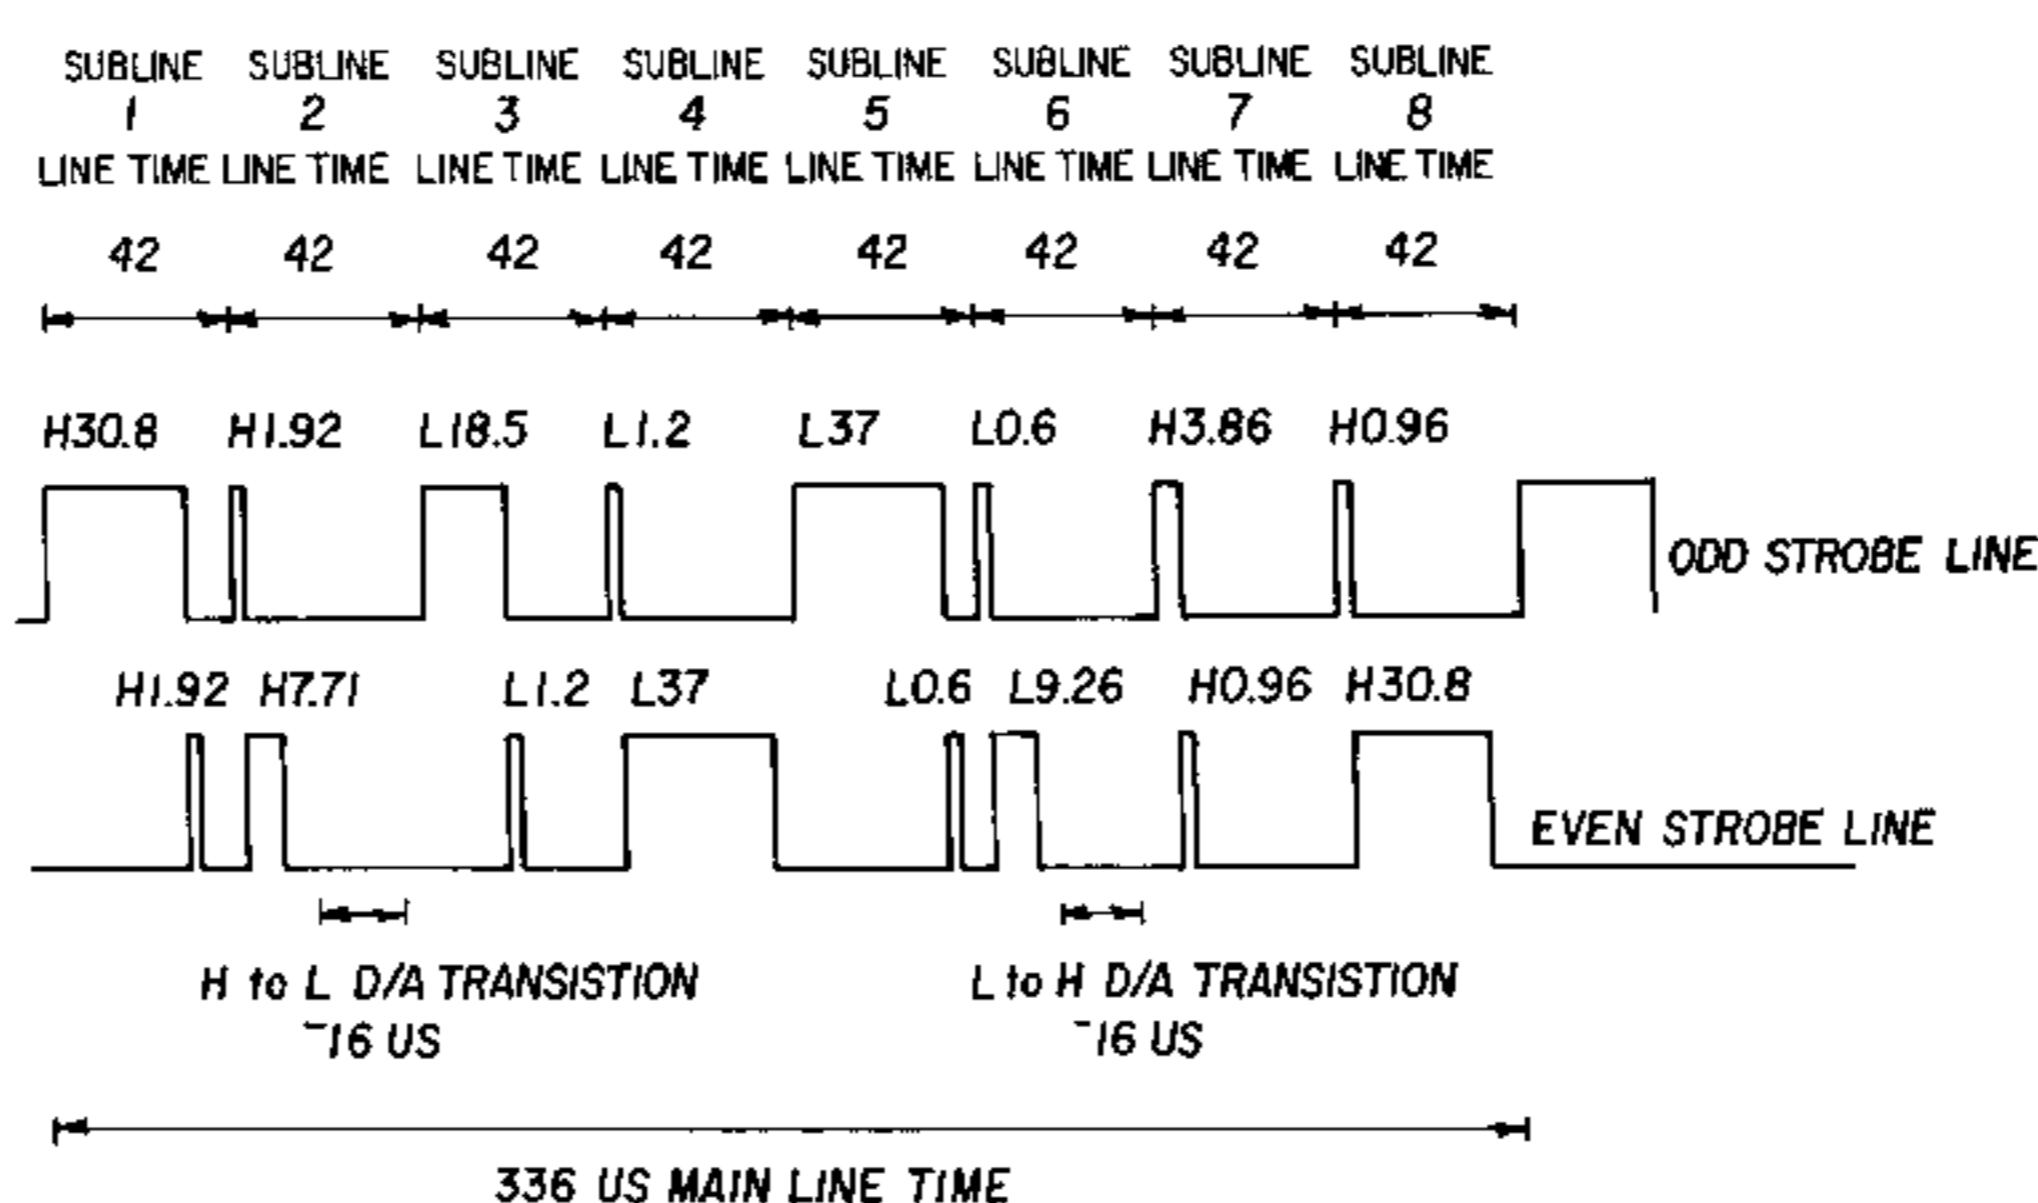 SUBLINE SUBLINE SUBLINE SUBLINE SUBLINE SUBLINE SUBLINE SUBLINE
1 2 3 4 5 6 7 8
LINE TIME LINE TIME LINE TIME LINE TIME LINE TIME LINE TIME LINE TIME LINE TIME
42 42 42 42 42 42 42 42
H30.8 H1.92 L18.5 L1.2 L37 L0.6 H3.86 H0.96
ODD STROBE LINE
H1.92 H7.71 L1.2 L37 L0.6 L9.26 H0.96 H30.8
EVEN STROBE LINE
H to L D/A TRANSISTION L to H D/A TRANSISTION
~16 US ~16 US
336 US MAIN LINE TIME